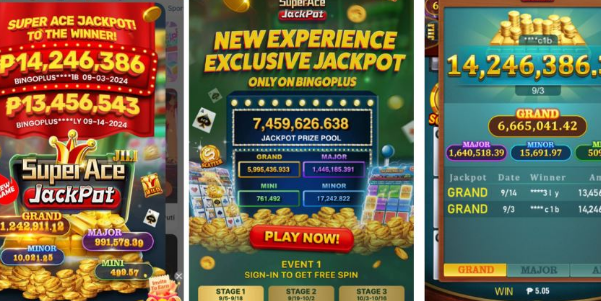 SUPER ACE JACKPOT!
TO THE WINNER!
₱14,246,386
BINGOPLUS****1B 09-03-2024
₱13,456,543
BINGOPLUS****LY 09-14-2024
JILI
SuperAce
JackPot
NEW
GAME
GRAND
1,242,911.12
MAJOR
991,578.39
MINOR
10,021.25
MINI
499.57
SuperAce
JackPot
NEW EXPERIENCE
EXCLUSIVE JACKPOT
ONLY ON BINGOPLUS
7,459,626.638
JACKPOT PRIZE POOL
GRAND MAJOR
5,995,436.933 1,446,185.391
MINI MINOR
761.492 17,242.822
PLAY NOW!
EVENT 1
SIGN-IN TO GET FREE SPIN
STAGE 1 STAGE 2 STAGE 3
9/5-9/18 9/19-10/2 10/3-10/16
***c1b
14,246,386.
9/3
GRAND
6,665,041.42
MAJOR MINOR
1,640,518.39 15,691.97 509
Jackpot Date Winner Am
GRAND 9/14 ****3ly 13,456
GRAND 9/3 ****c1b 14,246
GRAND MAJOR
WIN ₱ 5.05